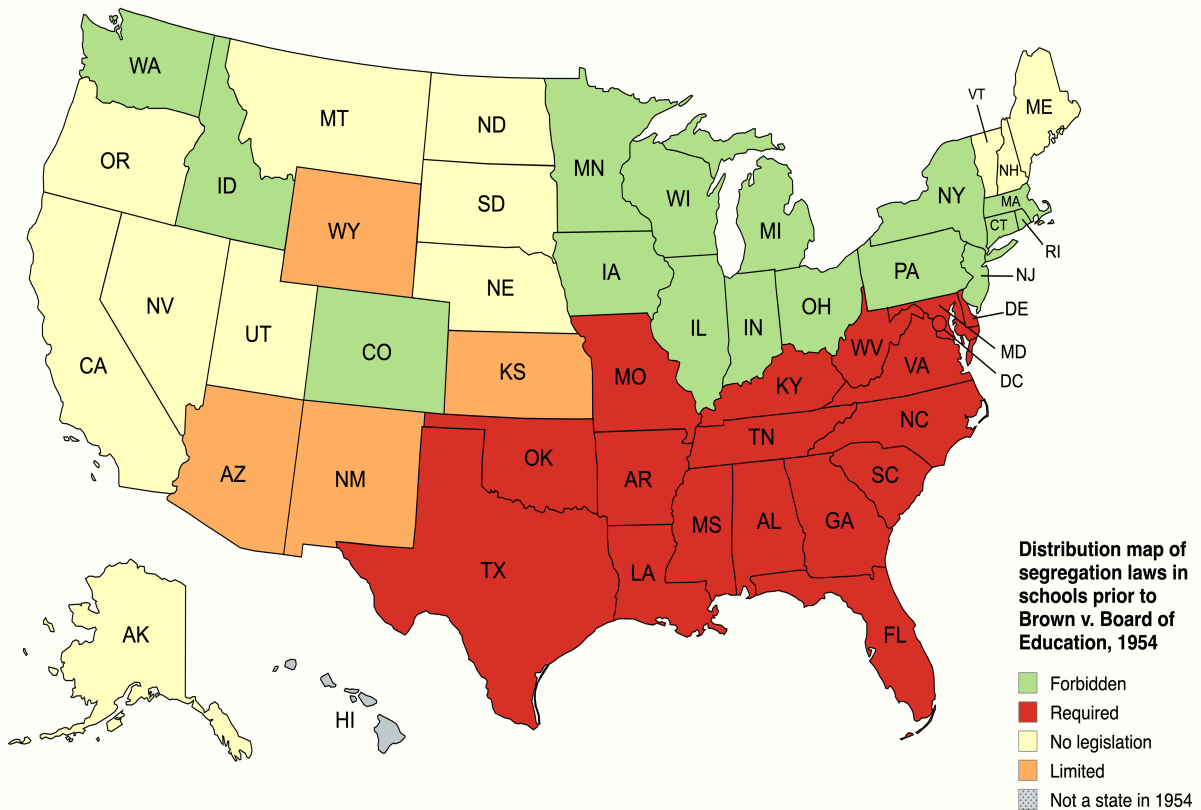 WA
OR
ID
MT
ND
SD
WY
NE
MN
WI
MI
IA
IL
IN
OH
PA
NY
VT
NH
ME
MA
CT
RI
NJ
DE
MD
DC
CA
NV
UT
CO
KS
MO
KY
WV
VA
AZ
NM
OK
AR
TN
NC
SC
TX
LA
MS
AL
GA
FL
AK
HI
Distribution map of
segregation laws in
schools prior to
Brown v. Board of
Education, 1954
Forbidden
Required
No legislation
Limited
Not a state in 1954